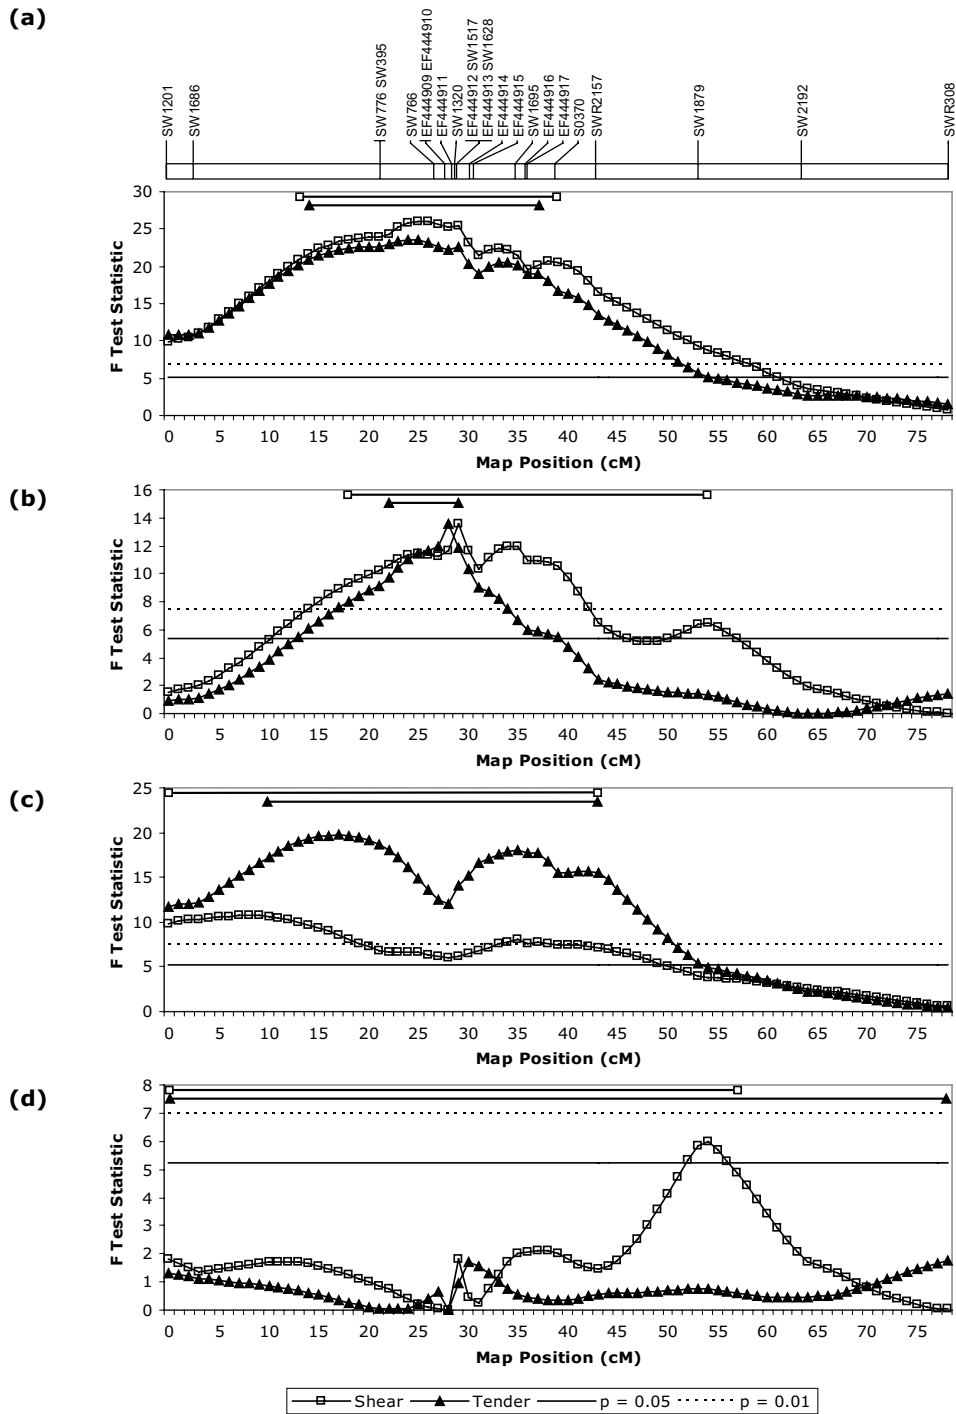 (a)
SW1201
SW1686
SW776 SW395
SW766
EF444909 EF444910
EF444911
SW1320
EF444912 SW1517
EF444913 SW1628
EF444914
EF444915
SW1695
EF444916
EF444917
S0370
SWR2157
SW1879
SW2192
SWR308
F Test Statistic
30
25
20
15
10
5
0
0 5 10 15 20 25 30 35 40 45 50 55 60 65 70 75
Map Position (cM)
(b)
F Test Statistic
16
14
12
10
8
6
4
2
0
0 5 10 15 20 25 30 35 40 45 50 55 60 65 70 75
Map Position (cM)
(c)
F Test Statistic
25
20
15
10
5
0
0 5 10 15 20 25 30 35 40 45 50 55 60 65 70 75
Map Position (cM)
(d)
F Test Statistic
8
7
6
5
4
3
2
1
0
0 5 10 15 20 25 30 35 40 45 50 55 60 65 70 75
Map Position (cM)
Shear Tender p = 0.05 p = 0.01